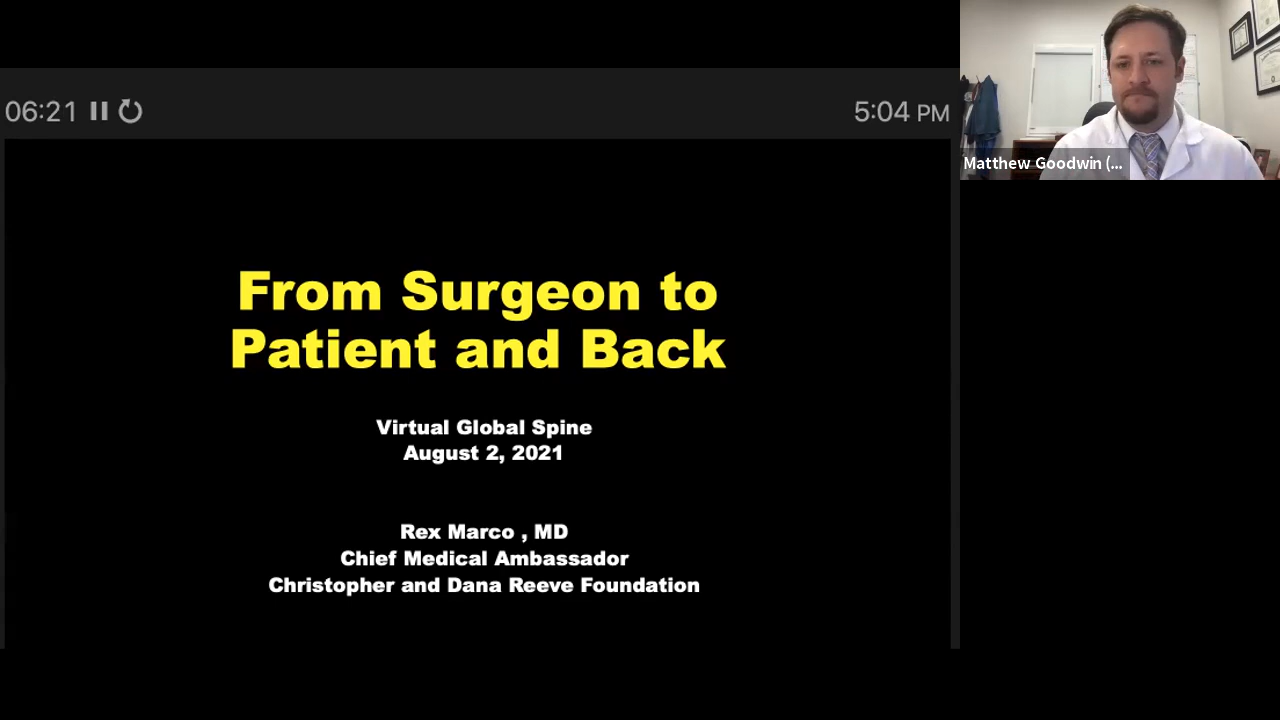 06:21
5:04 PM
Matthew Goodwin (...
From Surgeon to
Patient and Back
Virtual Global Spine
August 2, 2021
Rex Marco , MD
Chief Medical Ambassador
Christopher and Dana Reeve Foundation